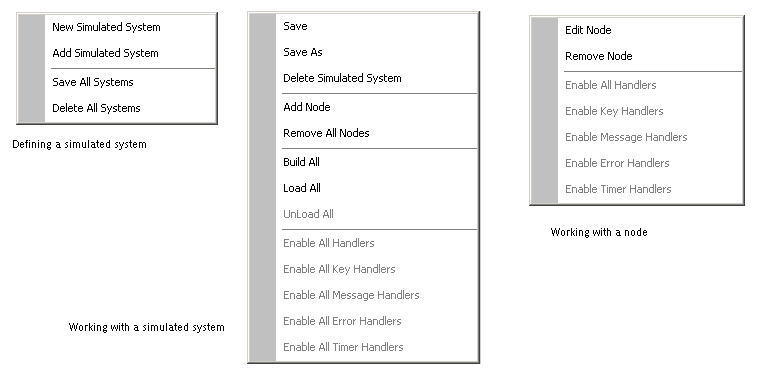 New Simulated System
Add Simulated System
Save All Systems
Delete All Systems
Defining a simulated system
Save
Save As
Delete Simulated System
Add Node
Remove All Nodes
Build All
Load All
UnLoad All
Enable All Handlers
Enable All Key Handlers
Enable All Message Handlers
Enable All Error Handlers
Enable All Timer Handlers
Working with a simulated system
Edit Node
Remove Node
Enable All Handlers
Enable Key Handlers
Enable Message Handlers
Enable Error Handlers
Enable Timer Handlers
Working with a node